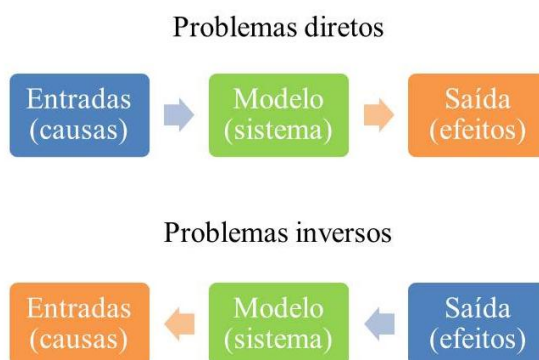 Problemas diretos
Entradas
(causas)
Modelo
(sistema)
Saída
(efeitos)
Problemas inversos
Entradas
(causas)
Modelo
(sistema)
Saída
(efeitos)